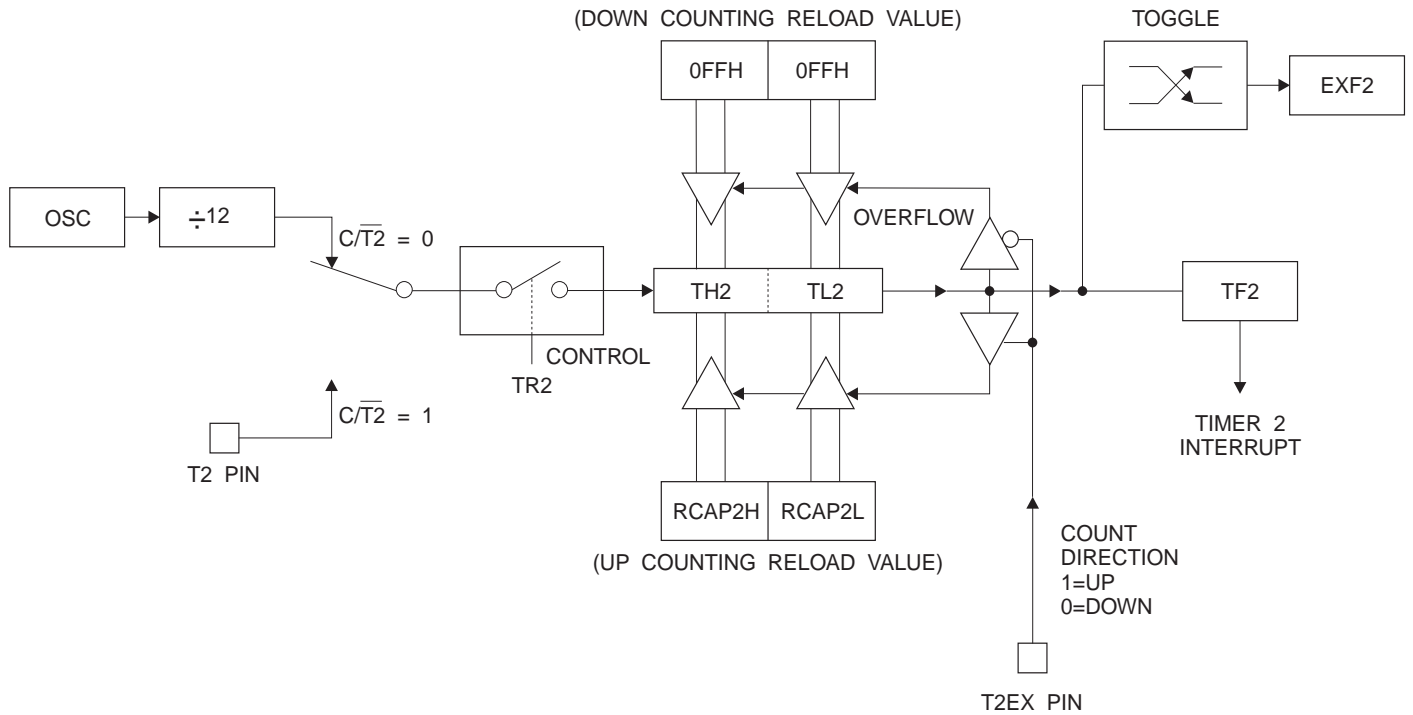 (DOWN COUNTING RELOAD VALUE)
TOGGLE
0FFH
0FFH
EXF2
OSC
÷12
C/T2̅ = 0
OVERFLOW
TH2
TL2
TF2
CONTROL
TR2
C/T2̅ = 1
T2 PIN
TIMER 2
INTERRUPT
RCAP2H
RCAP2L
(UP COUNTING RELOAD VALUE)
COUNT
DIRECTION
1=UP
0=DOWN
T2EX PIN